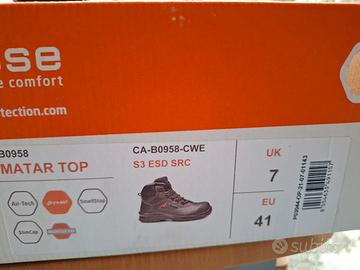 se
e comfort
tection.com
B0958
MATAR TOP
CA-B0958-CWE
S3 ESD SRC
UK
7
EU
41
Air-Tech
SmellStop
SlimCap
subito